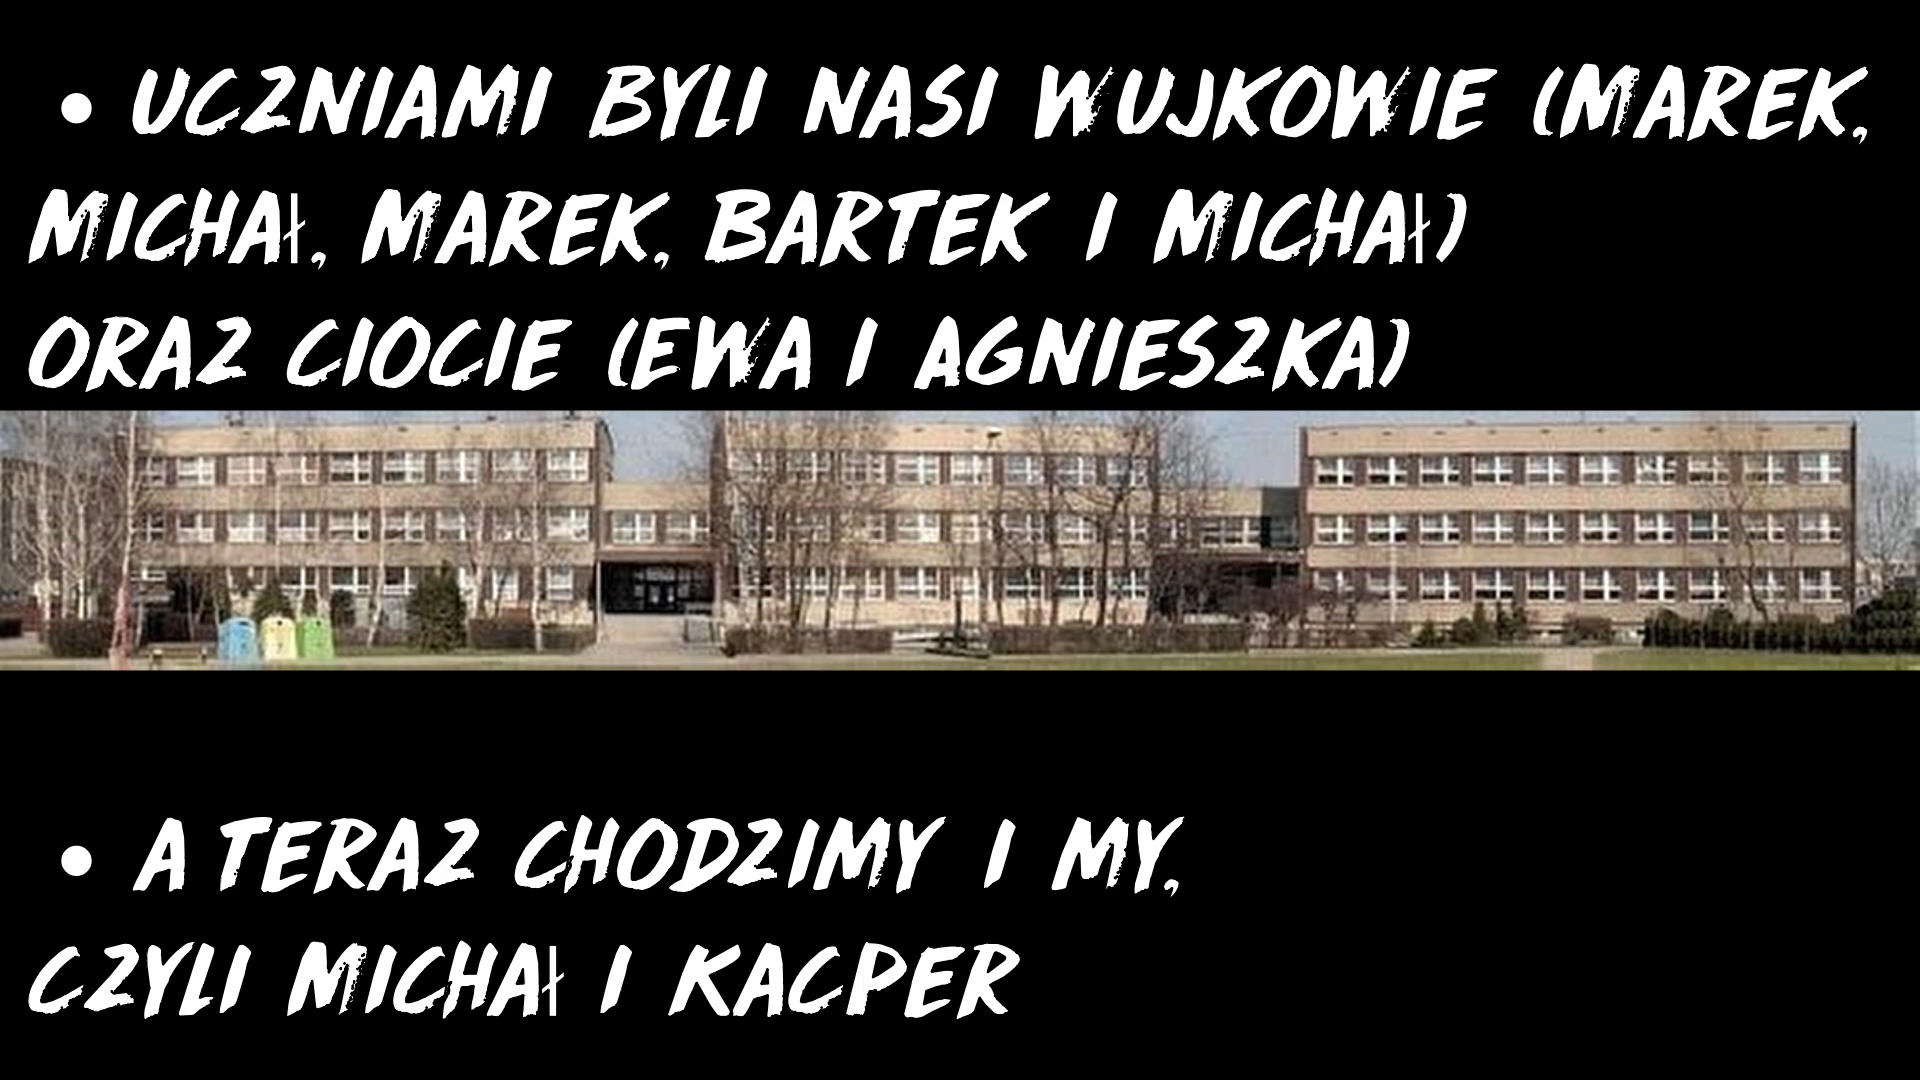 • UCZNIAMI BYLI NASI WUJKOWIE (MAREK,
MICHAŁ, MAREK, BARTEK I MICHAŁ)
ORAZ CIOCIE (EWA I AGNIESZKA)
• A TERAZ CHODZIMY I MY,
CZYLI MICHAŁ I KACPER